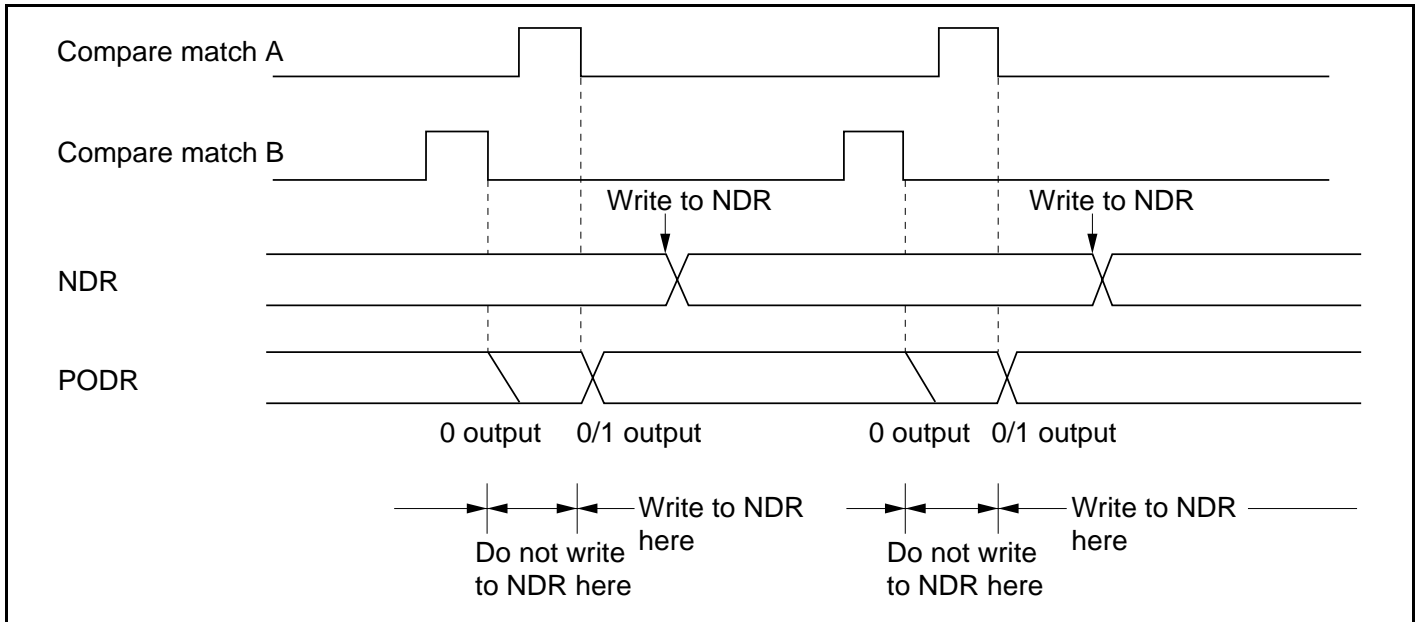 Compare match A
Compare match B
Write to NDR
Write to NDR
NDR
PODR
0 output
0/1 output
0 output
0/1 output
Write to NDR
here
Do not write
to NDR here
Write to NDR
here
Do not write
to NDR here